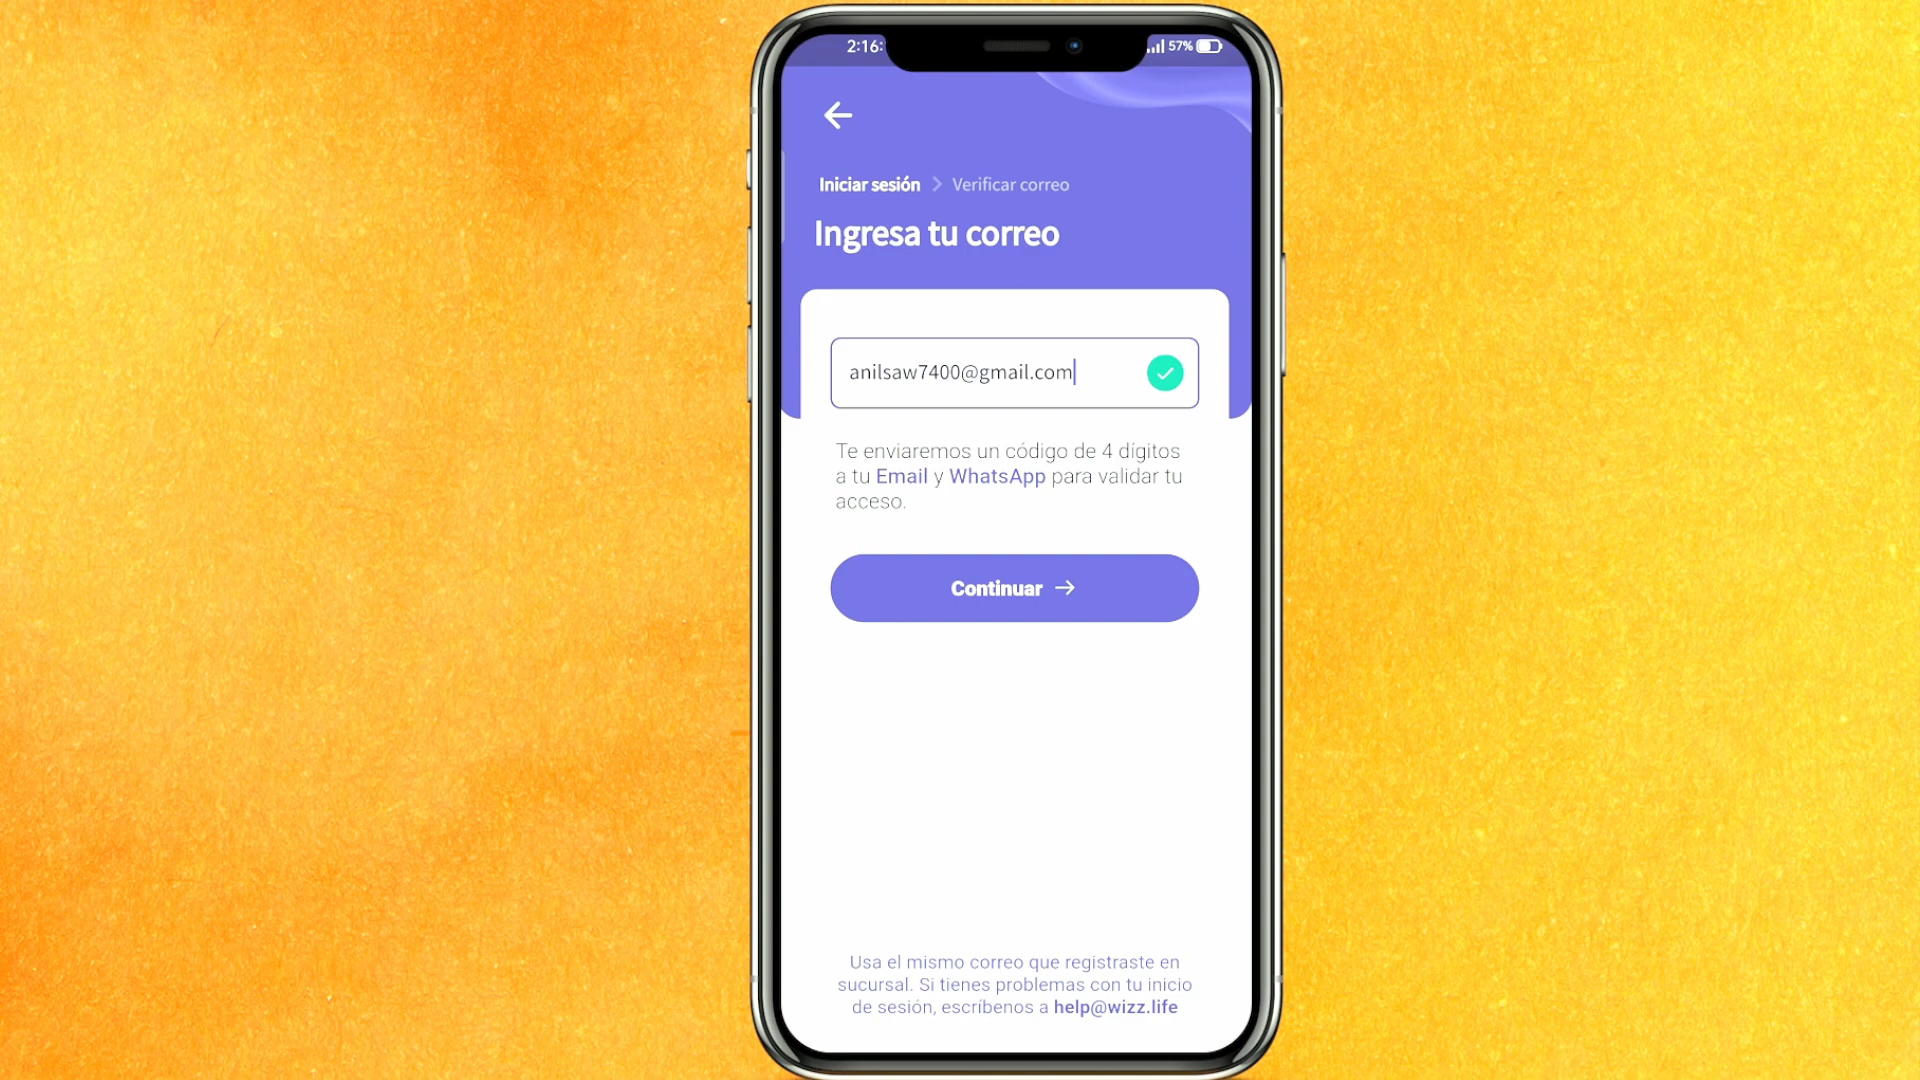 2:16:
57%
Iniciar sesión > Verificar correo
Ingresa tu correo
anilsaw7400@gmail.com
Te enviaremos un código de 4 dígitos
a tu Email y WhatsApp para validar tu
acceso.
Continuar →
Usa el mismo correo que registraste en
sucursal. Si tienes problemas con tu inicio
de sesión, escríbenos a help@wizz.life